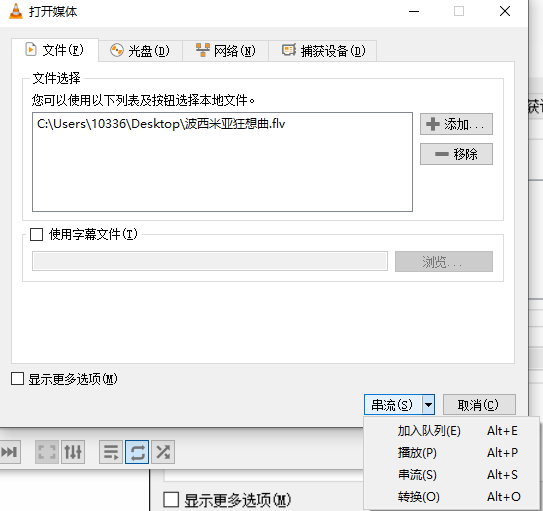 打开媒体
文件(F) 光盘(D) 网络(N) 捕获设备(D)
文件选择
您可以使用以下列表及按钮选择本地文件。
C:\Users\10336\Desktop\波西米亚狂想曲.flv
添加...
移除
使用字幕文件(T)
浏览...
显示更多选项(M)
串流(S) 取消(C)
加入队列(E) Alt+E
播放(P) Alt+P
串流(S) Alt+S
转换(O) Alt+O
显示更多选项(M)